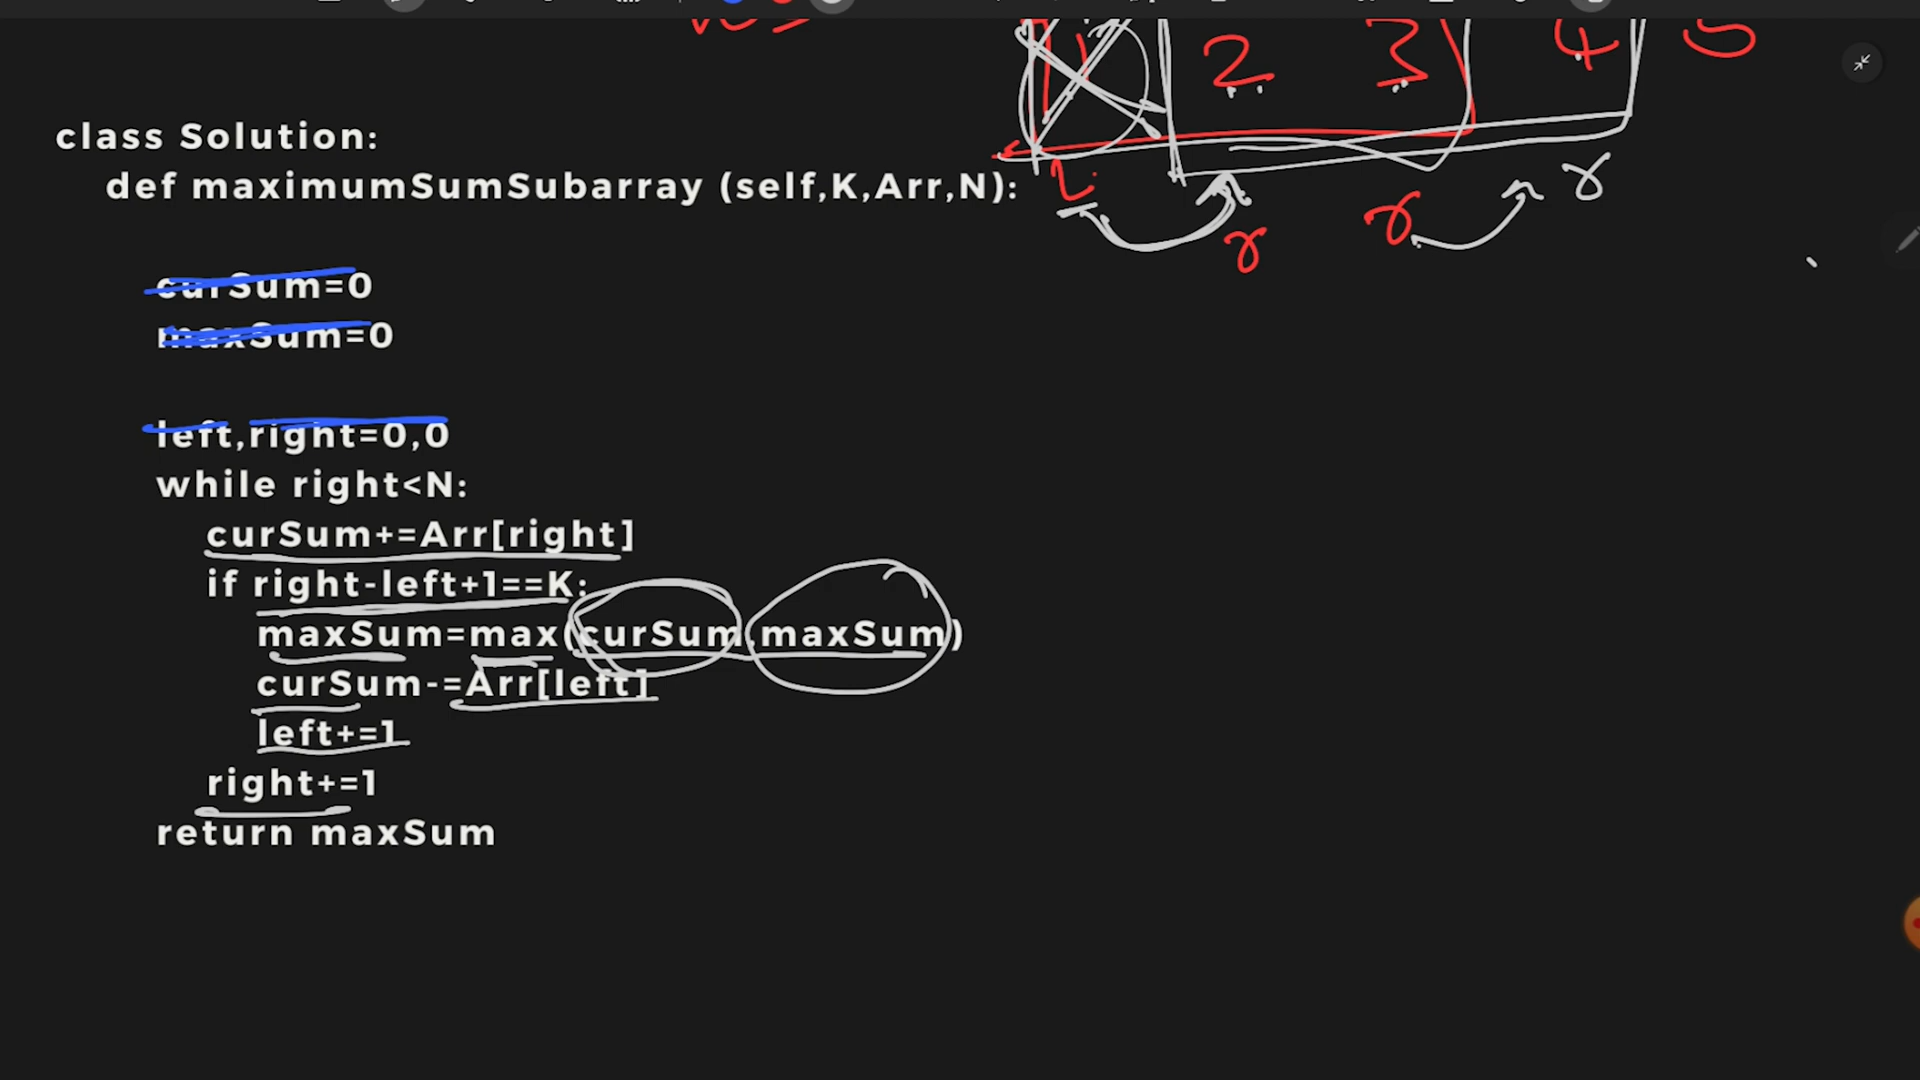 1 2 3 4 5
class Solution:
def maximumSumSubarray (self,K,Arr,N):
L r r r
curSum=0
maxSum=0
left,right=0,0
while right<N:
curSum+=Arr[right]
if right-left+1==K:
maxSum=max(curSum,maxSum)
curSum-=Arr[left]
left+=1
right+=1
return maxSum